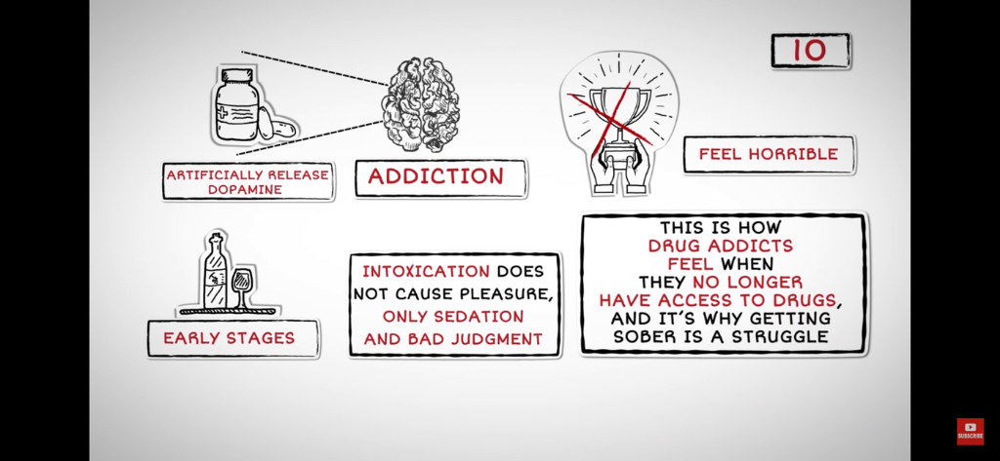 10
ARTIFICIALLY RELEASE
DOPAMINE
ADDICTION
FEEL HORRIBLE
EARLY STAGES
INTOXICATION DOES
NOT CAUSE PLEASURE,
ONLY SEDATION
AND BAD JUDGMENT
THIS IS HOW
DRUG ADDICTS
FEEL WHEN
THEY NO LONGER
HAVE ACCESS TO DRUGS,
AND IT'S WHY GETTING
SOBER IS A STRUGGLE
SUBSCRIBE